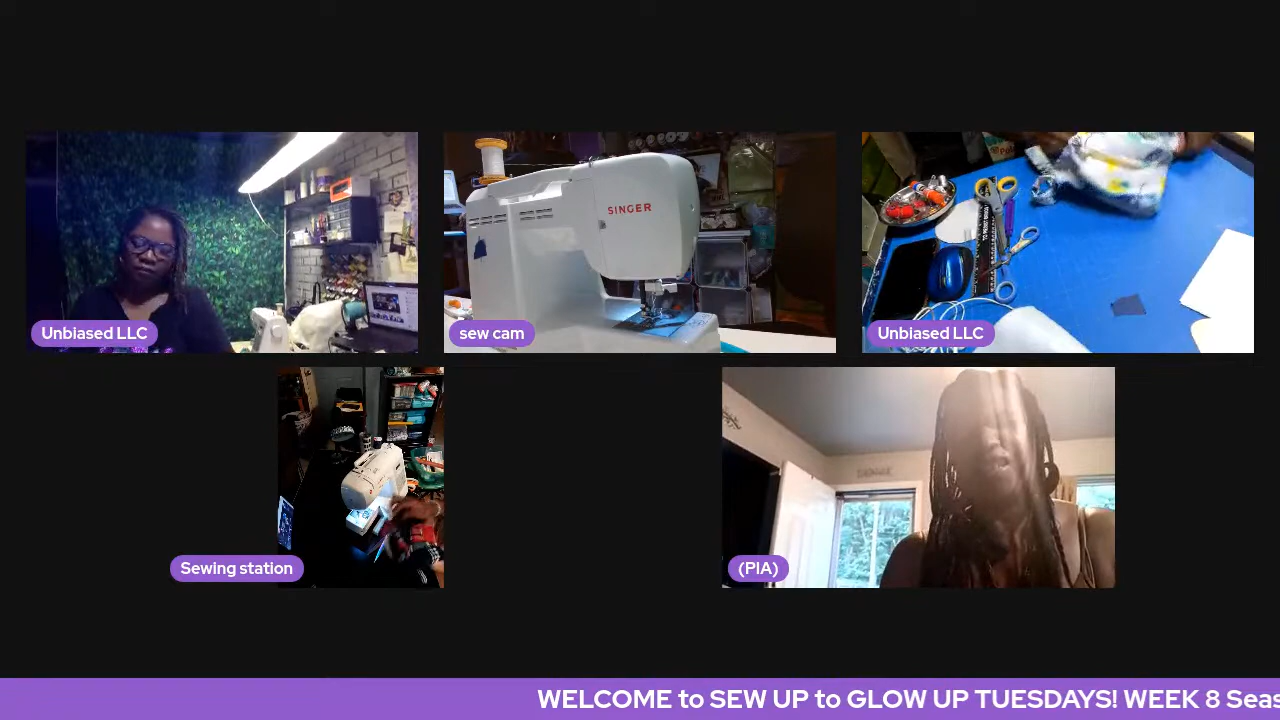 SINGER
Unbiased LLC
sew cam
Unbiased LLC
Sewing station
(PIA)
WELCOME to SEW UP to GLOW UP TUESDAYS! WEEK 8 Seas